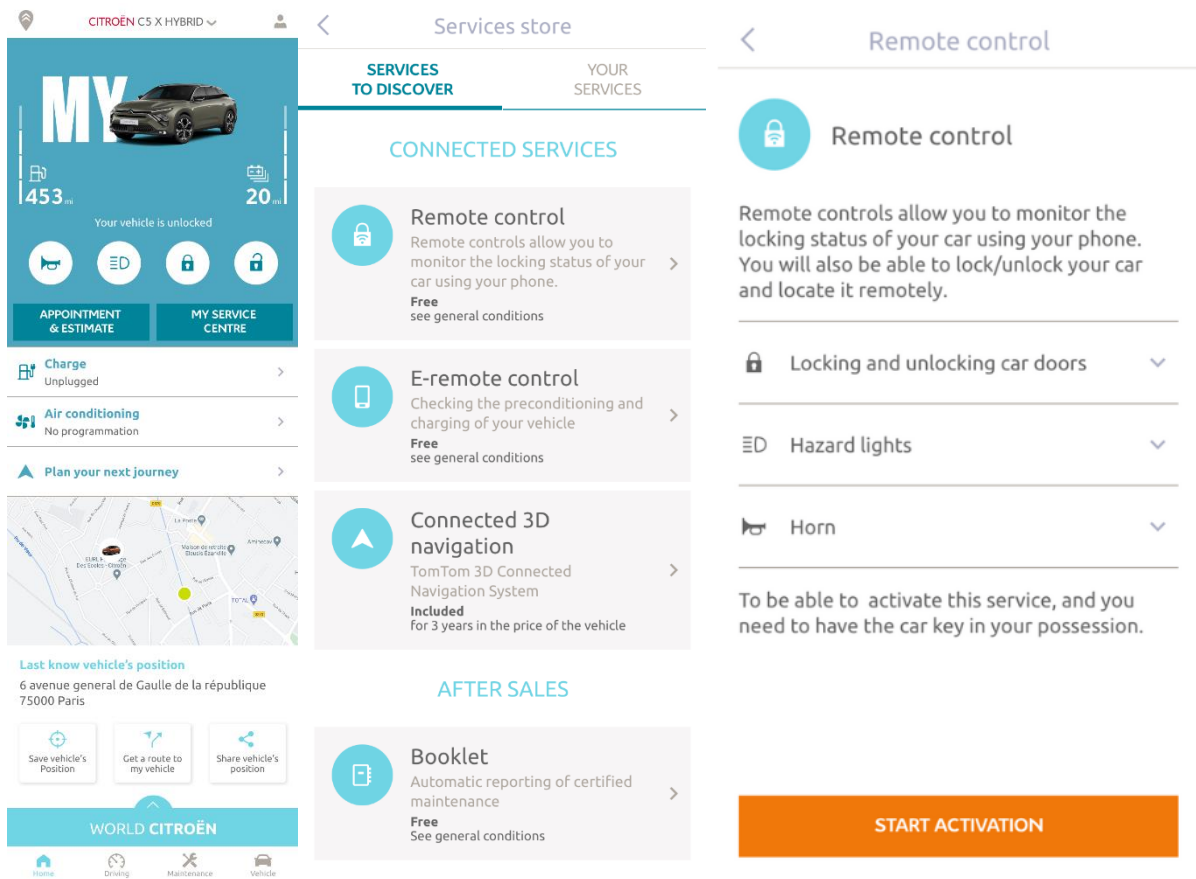 CITROËN C5 X HYBRID
MY
453 mi
20 mi
Your vehicle is unlocked
APPOINTMENT
& ESTIMATE
MY SERVICE
CENTRE
Charge
Unplugged
Air conditioning
No programmation
Plan your next journey
La Poste
Maison de retraite
Aminecov
Des Ecoles - Citroën
TOTAL
Last know vehicle's position
6 avenue general de Gaulle de la république
75000 Paris
Save vehicle's
Position
Get a route to
my vehicle
Share vehicle's
position
WORLD CITROËN
Home
Driving
Maintenance
Vehicle
Services store
SERVICES
TO DISCOVER
YOUR
SERVICES
CONNECTED SERVICES
Remote control
Remote controls allow you to
monitor the locking status of your
car using your phone.
Free
see general conditions
E-remote control
Checking the preconditioning and
charging of your vehicle
Free
see general conditions
Connected 3D
navigation
TomTom 3D Connected
Navigation System
Included
for 3 years in the price of the vehicle
AFTER SALES
Booklet
Automatic reporting of certified
maintenance
Free
See general conditions
Remote control
Remote control
Remote controls allow you to monitor the
locking status of your car using your phone.
You will also be able to lock/unlock your car
and locate it remotely.
Locking and unlocking car doors
Hazard lights
Horn
To be able to  activate this service, and you
need to have the car key in your possession.
START ACTIVATION